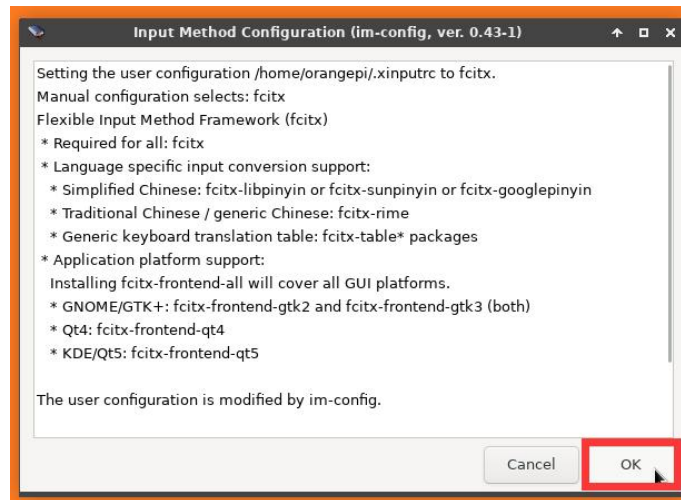 Input Method Configuration (im-config, ver. 0.43-1)
Setting the user configuration /home/orangepi/.xinputrc to fcitx.
Manual configuration selects: fcitx
Flexible Input Method Framework (fcitx)
* Required for all: fcitx
* Language specific input conversion support:
* Simplified Chinese: fcitx-libpinyin or fcitx-sunpinyin or fcitx-googlepinyin
* Traditional Chinese / generic Chinese: fcitx-rime
* Generic keyboard translation table: fcitx-table* packages
* Application platform support:
Installing fcitx-frontend-all will cover all GUI platforms.
* GNOME/GTK+: fcitx-frontend-gtk2 and fcitx-frontend-gtk3 (both)
* Qt4: fcitx-frontend-qt4
* KDE/Qt5: fcitx-frontend-qt5
The user configuration is modified by im-config.
Cancel OK